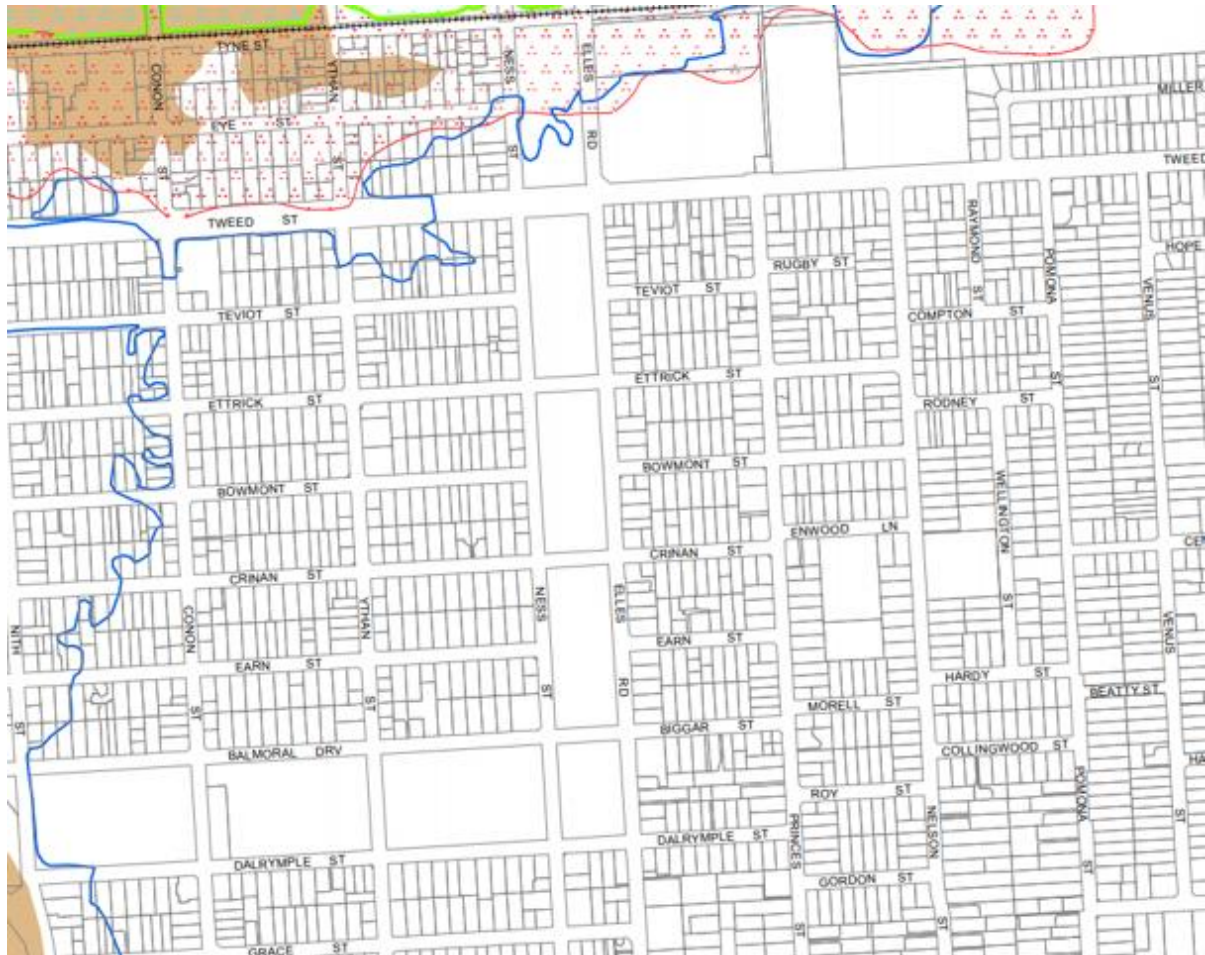 TYNE ST
CONON
ST
YTHAN
ST
NESS
ST
ELLES
RD
EYE ST
MILLER
TWEED
TWEED ST
RAYMOND ST
POMONA
ST
HOPE
VENUS
ST
RUGBY ST
TEVIOT ST
TEVIOT ST
COMPTON ST
ETTRICK ST
ETTRICK ST
RODNEY ST
BOWMONT ST
BOWMONT ST
WELLINGTON
ST
ENWOOD LN
CRINAN ST
CRINAN ST
CEN
NITH
ST
CONON
ST
YTHAN
ST
NESS
ST
ELLES
RD
VENUS
ST
EARN ST
EARN ST
HARDY ST
BEATTY ST
MORELL ST
BIGGAR ST
BALMORAL DRV
COLLINGWOOD ST
HA
ROY ST
PRINCES
ST
NELSON
ST
POMONA
ST
DALRYMPLE ST
DALRYMPLE ST
GORDON ST
GRACE ST